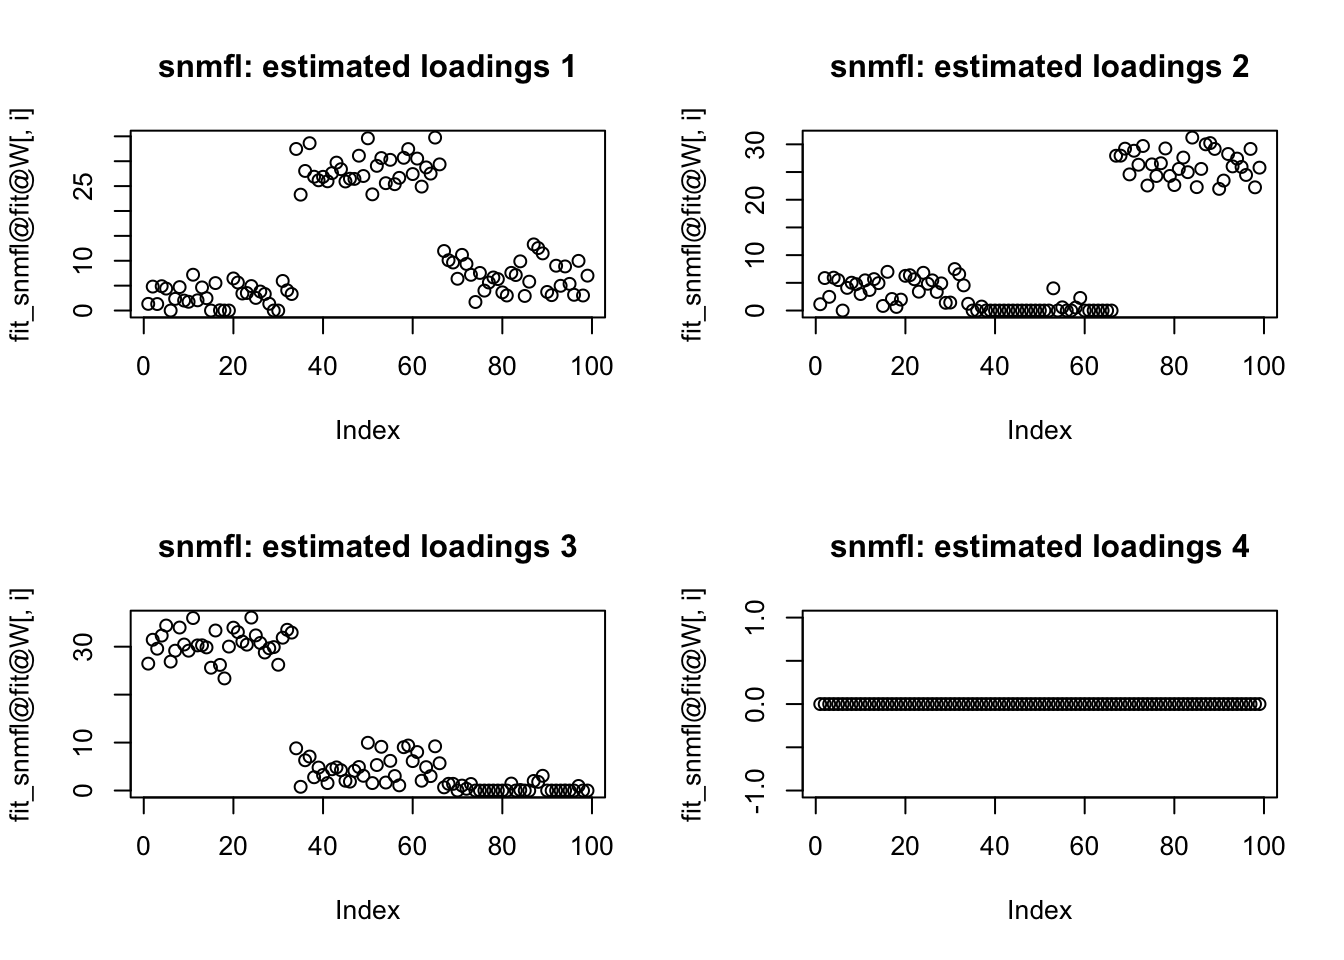 snmfl: estimated loadings 1
fit_snmfl@fit@W[, i]
25
10
0
0 20 40 60 80 100
Index
snmfl: estimated loadings 2
fit_snmfl@fit@W[, i]
30
20
10
0
0 20 40 60 80 100
Index
snmfl: estimated loadings 3
fit_snmfl@fit@W[, i]
30
10
0
0 20 40 60 80 100
Index
snmfl: estimated loadings 4
fit_snmfl@fit@W[, i]
1.0
0.0
-1.0
0 20 40 60 80 100
Index